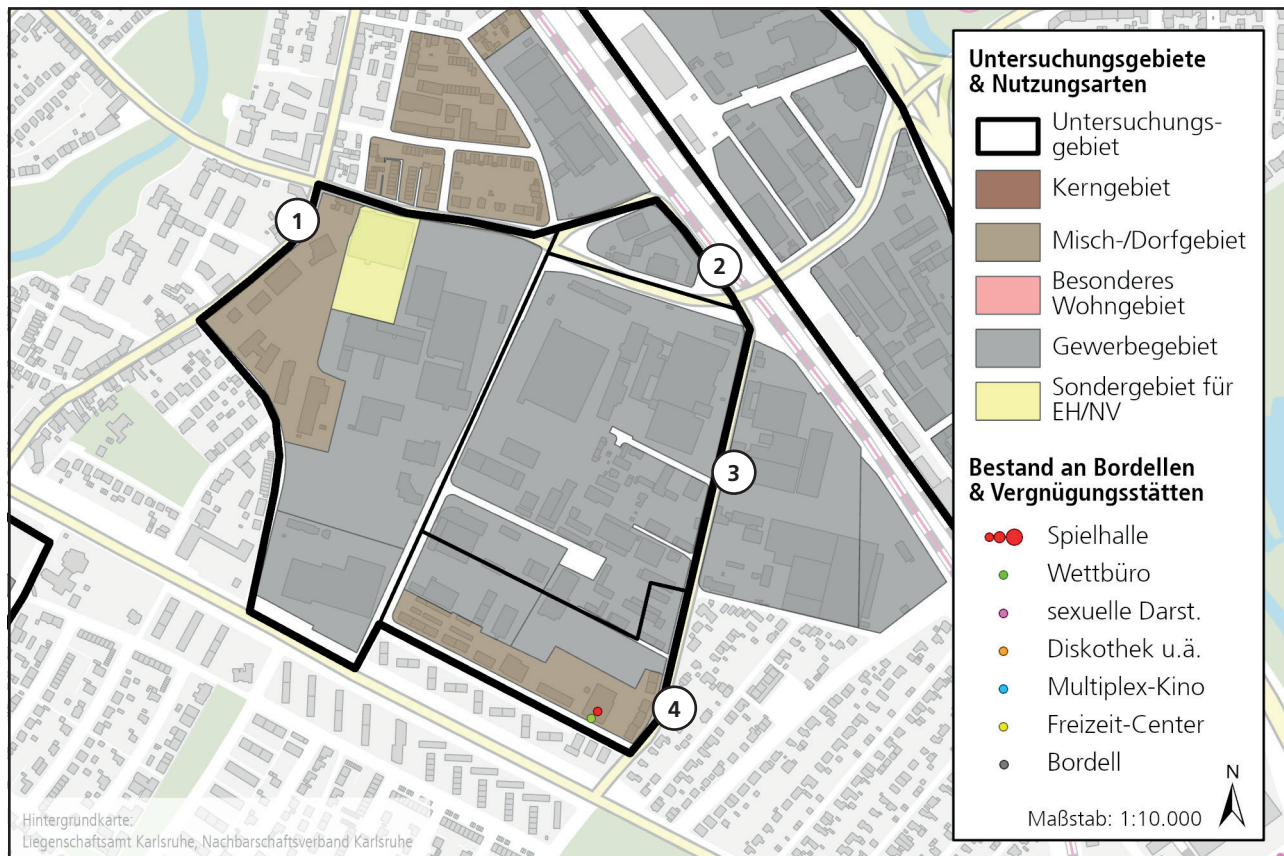 1
2
3
4
Untersuchungsgebiete
& Nutzungsarten
Untersuchungs-
gebiet
Kerngebiet
Misch-/Dorfgebiet
Besonderes
Wohngebiet
Gewerbegebiet
Sondergebiet für
EH/NV
Bestand an Bordellen
& Vergnügungsstätten
Spielhalle
Wettbüro
sexuelle Darst.
Diskothek u.ä.
Multiplex-Kino
Freizeit-Center
Bordell
N
Maßstab: 1:10.000
Hintergrundkarte:
Liegenschaftsamt Karlsruhe, Nachbarschaftsverband Karlsruhe